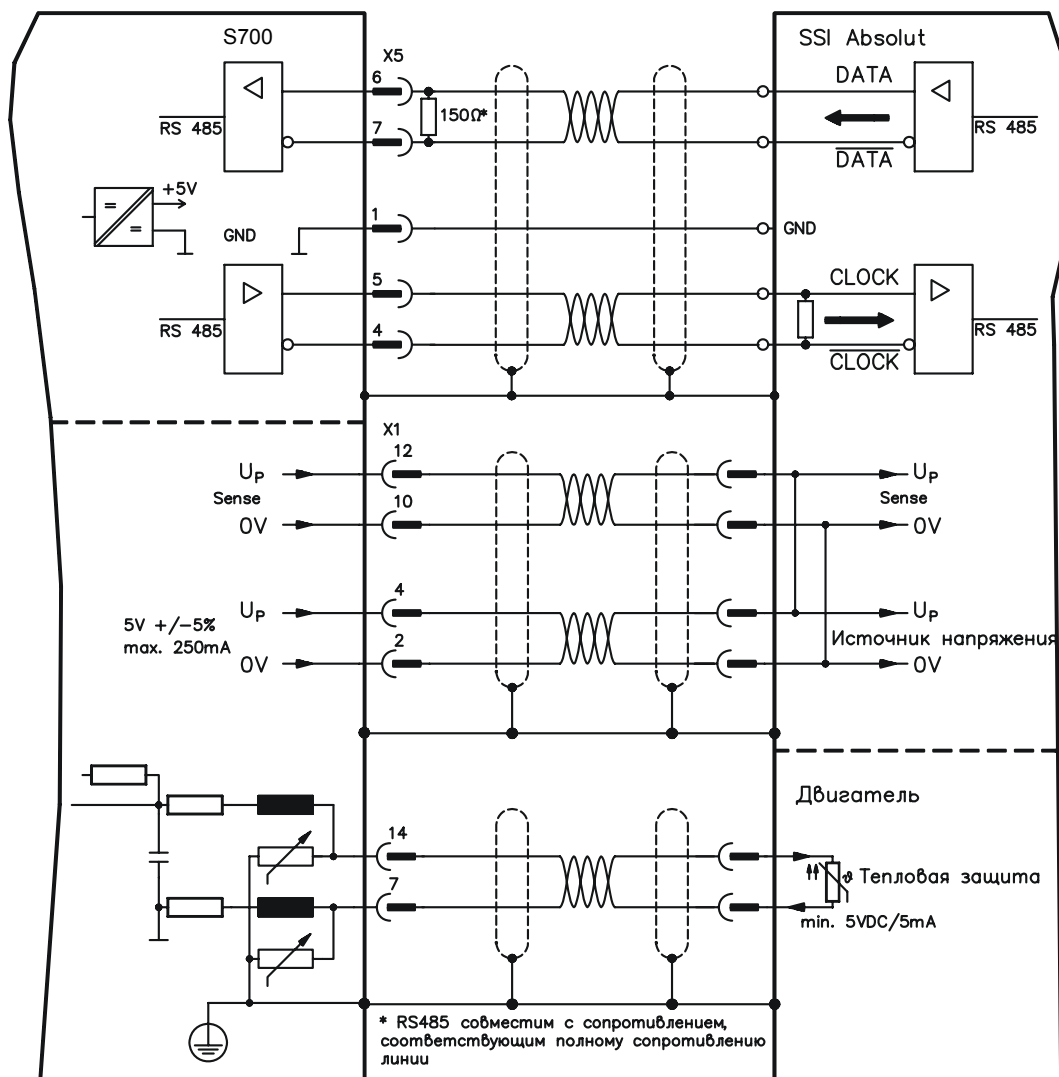 S700
X5
SSI Absolut
6
DATA
150Ω*
RS 485
7
RS 485
DATA
+5V
=
=
GND
1
GND
5
CLOCK
RS 485
4
RS 485
CLOCK
X1
12
UP
UP
Sense
Sense
10
0V
0V
4
UP
UP
5V +/-5%
max. 250mA
Источник напряжения
2
0V
0V
Двигатель
14
ϑ Тепловая защита
7
min. 5VDC/5mA
* RS485 совместим с сопротивлением,
соответствующим полному сопротивлению
линии